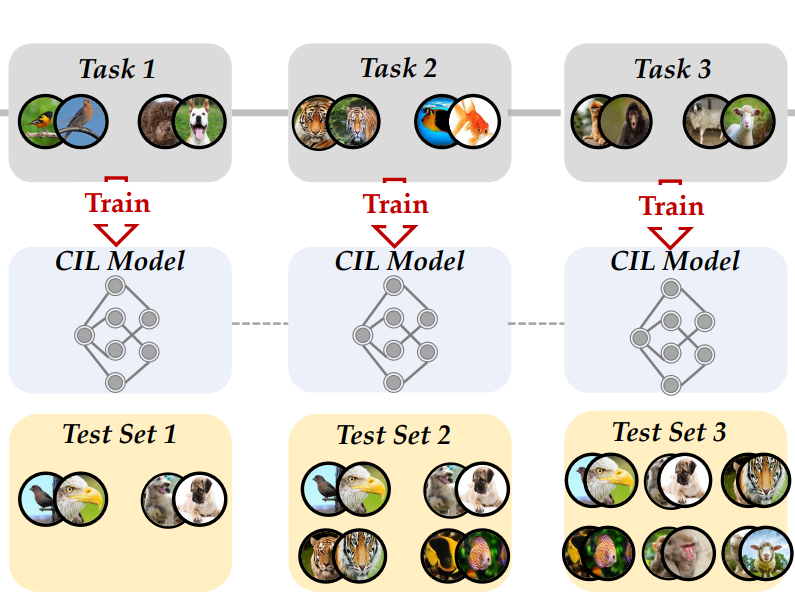 Task 1
Task 2
Task 3
Train
Train
Train
CIL Model
CIL Model
CIL Model
Test Set 1
Test Set 2
Test Set 3